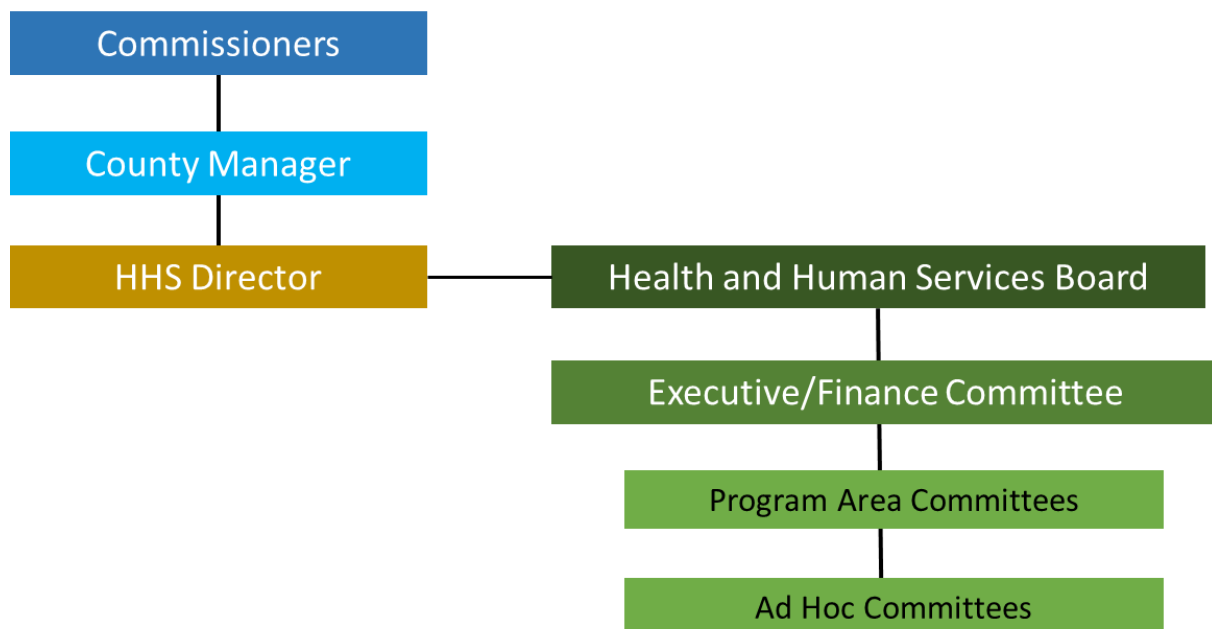 Commissioners
County Manager
HHS Director
Health and Human Services Board
Executive/Finance Committee
Program Area Committees
Ad Hoc Committees